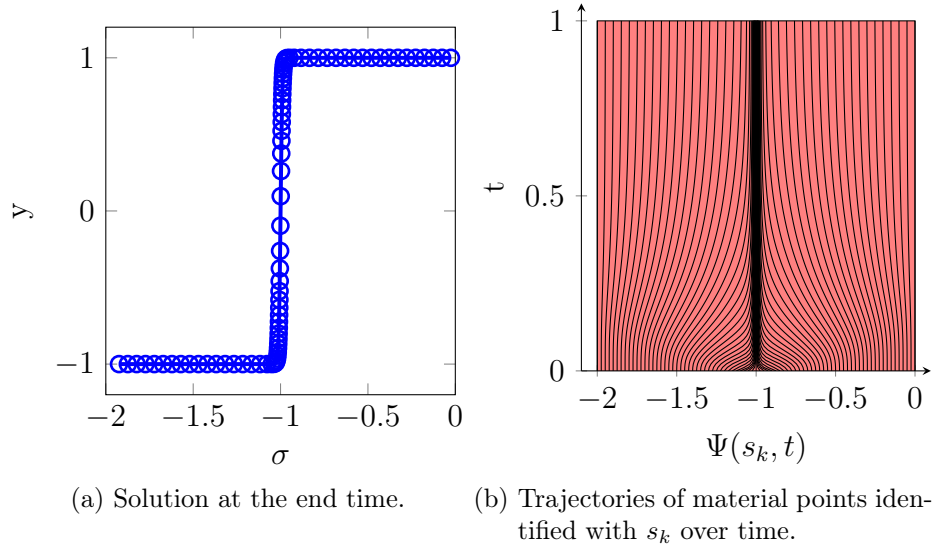 1
0
−1
y
−2
−1.5
−1
−0.5
0
σ
(a) Solution at the end time.
1
0.5
0
t
−2
−1.5
−1
−0.5
0
Ψ(s_k, t)
(b) Trajectories of material points iden-
tified with s_k over time.